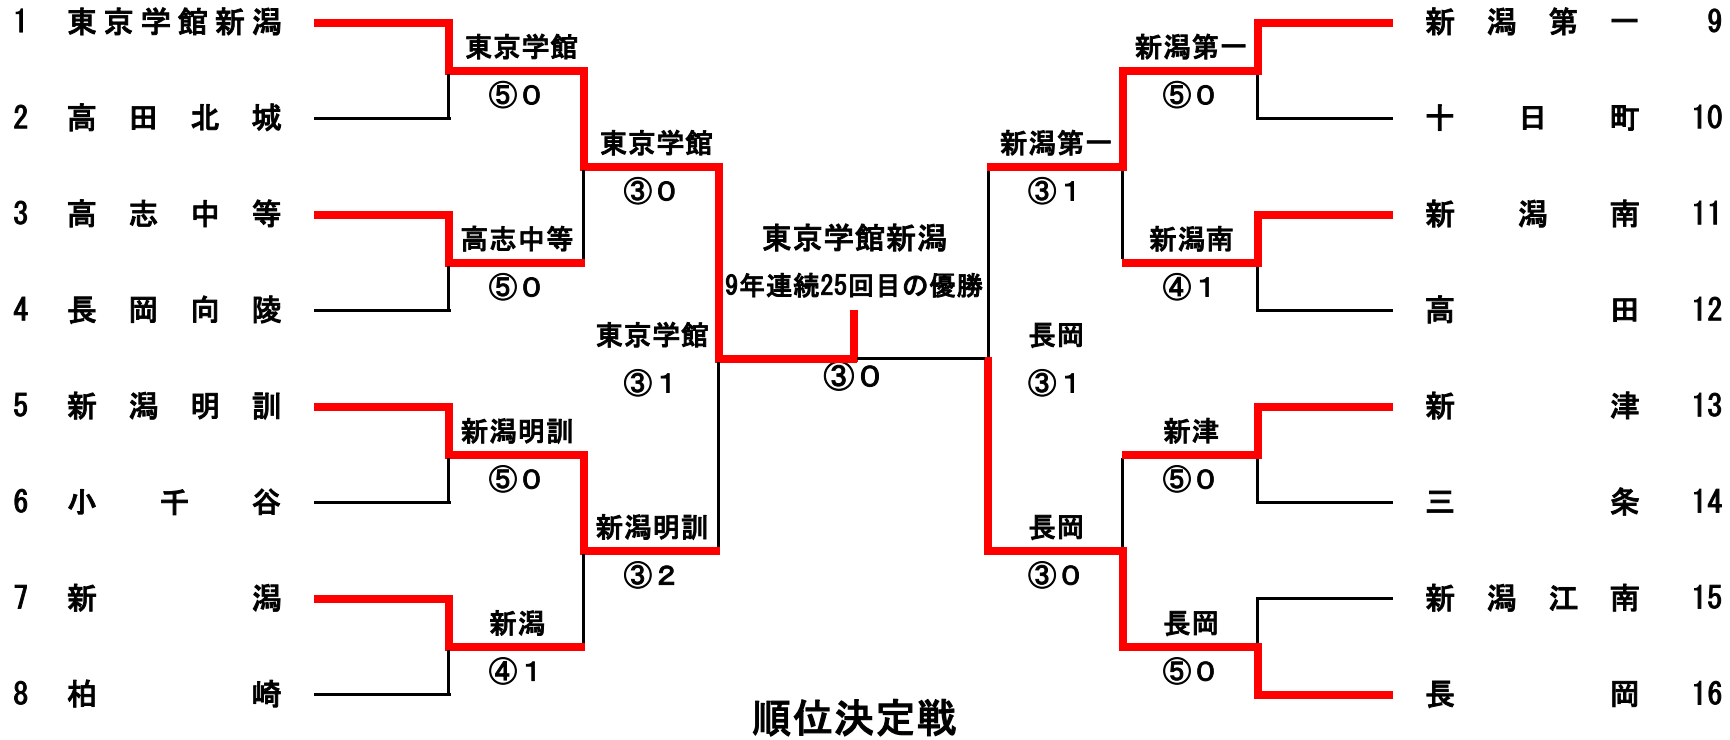 1 東京学館新潟
東京学館
⑤０
2 高田北城
東京学館
③０
3 高志中等
高志中等
⑤０
4 長岡向陵
東京学館
③１
5 新潟明訓
新潟明訓
⑤０
6 小千谷
新潟明訓
③２
7 新潟
新潟
④１
8 柏崎
東京学館新潟
9年連続25回目の優勝
③０
新潟第一 9
新潟第一
⑤０
十日町 10
新潟第一
③１
新潟南 11
新潟南
④１
高田 12
長岡
③１
新津 13
新津
⑤０
三条 14
長岡
③０
新潟江南 15
長岡
⑤０
長岡 16
順位決定戦